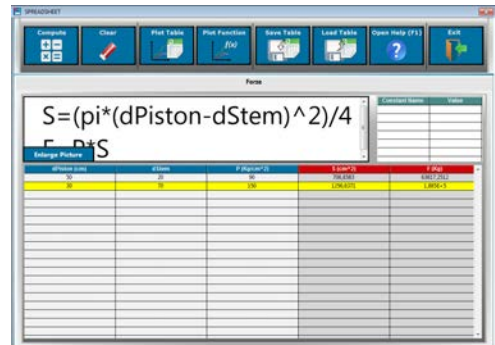 SPREADSHEET
Compute Clear Plot Table Plot Function Save Table Load Table Open Help (F1) Exit
f(x)
Form
S=(pi*(dPiston-dStem)^2)/4
F=P*S
Constant Name Value
Enlarge Picture
dPiston (cm) dStem (cm) P (Kg/cm^2) S (cm^2) F (Kg)
50 20 90 706,8583 63617,2512
30 70 150 1256,6371 1,885E+5